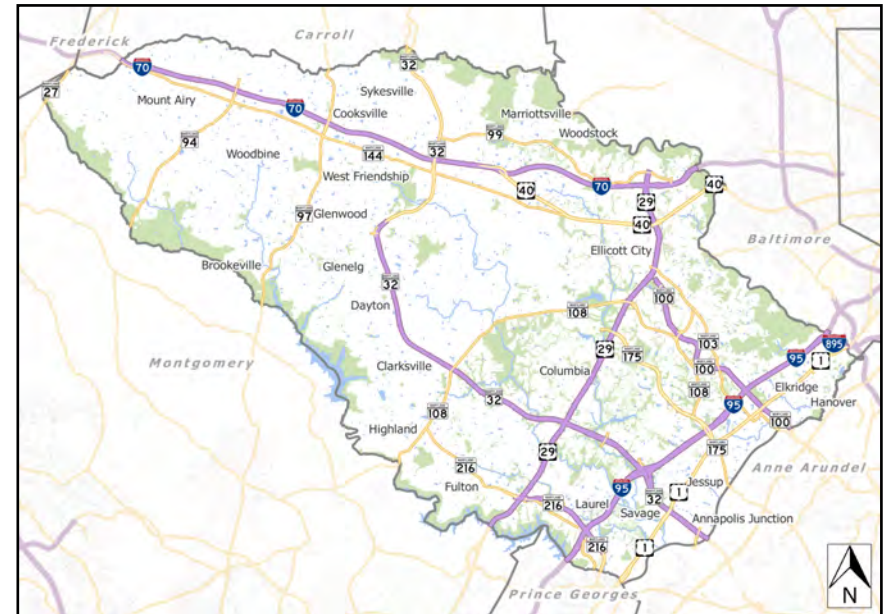 Frederick
Carroll
70
32
27
Mount Airy
Sykesville
70
Cooksville
Marriottsville
99
Woodstock
94
Woodbine
144
32
West Friendship
70
40
40
29
97
Glenwood
40
Ellicott City
Baltimore
Brookeville
Glenelg
32
100
Dayton
108
103
895
29
175
95
1
Montgomery
Clarksville
Columbia
100
Elkridge
108
32
108
95
Hanover
100
Highland
29
175
216
Anne Arundel
Fulton
95
Jessup
1
216
Laurel
32
Savage
Annapolis Junction
216
1
Prince Georges
N